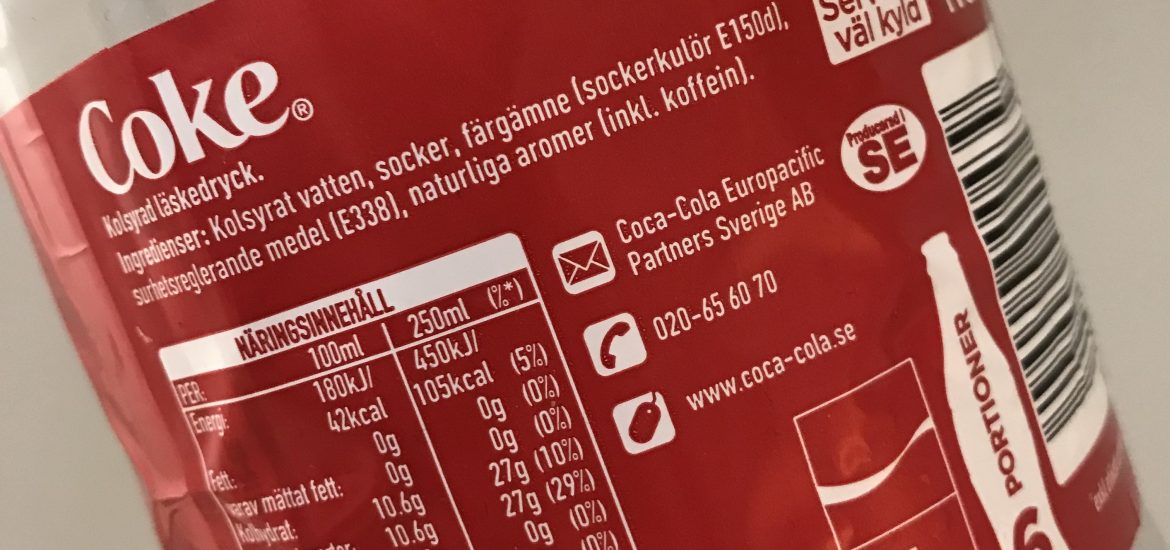 Coke®
Kolsyrad läskedryck.
Ingredienser: Kolsyrat vatten, socker, färgämne (sockerkulör E150d),
surhetsreglerande medel (E338), naturliga aromer (inkl. koffein).
väl kyld
Producerad i
SE
Coca-Cola Europacific
Partners Sverige AB
020-65 60 70
www.coca-cola.se
PORTIONER
NÄRINGSINNEHÅLL
PER: 100ml 250ml (%*)
Energi: 180kJ/ 450kJ/
42kcal 105kcal (5%)
Fett: 0g 0g (0%)
varav mättat fett: 0g 0g (0%)
Kolhydrat: 10.6g 27g (10%)
10.6g 27g (29%)
0g (0%)